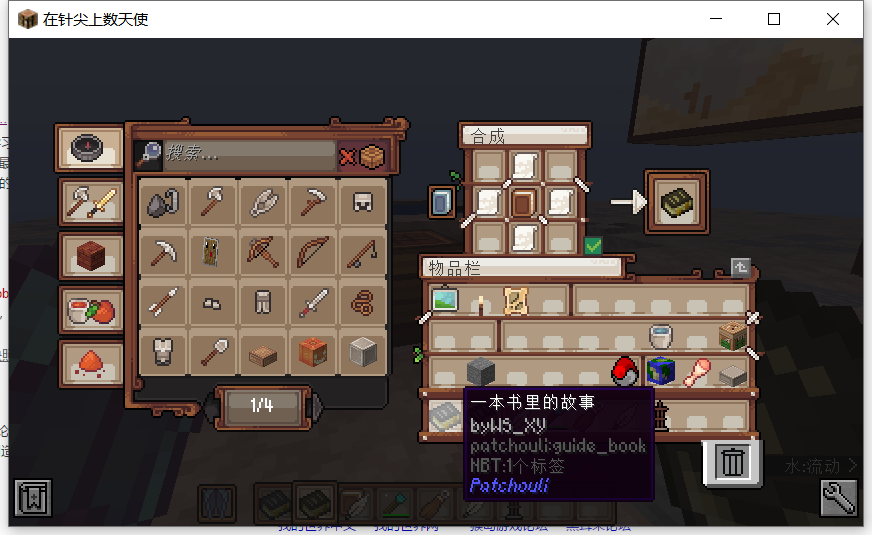 在针尖上数天使
搜索...
合成
物品栏
1/4
一本书里的故事
byWS_XY
patchouli:guide_book
NBT:1个标签
Patchouli
水:流动